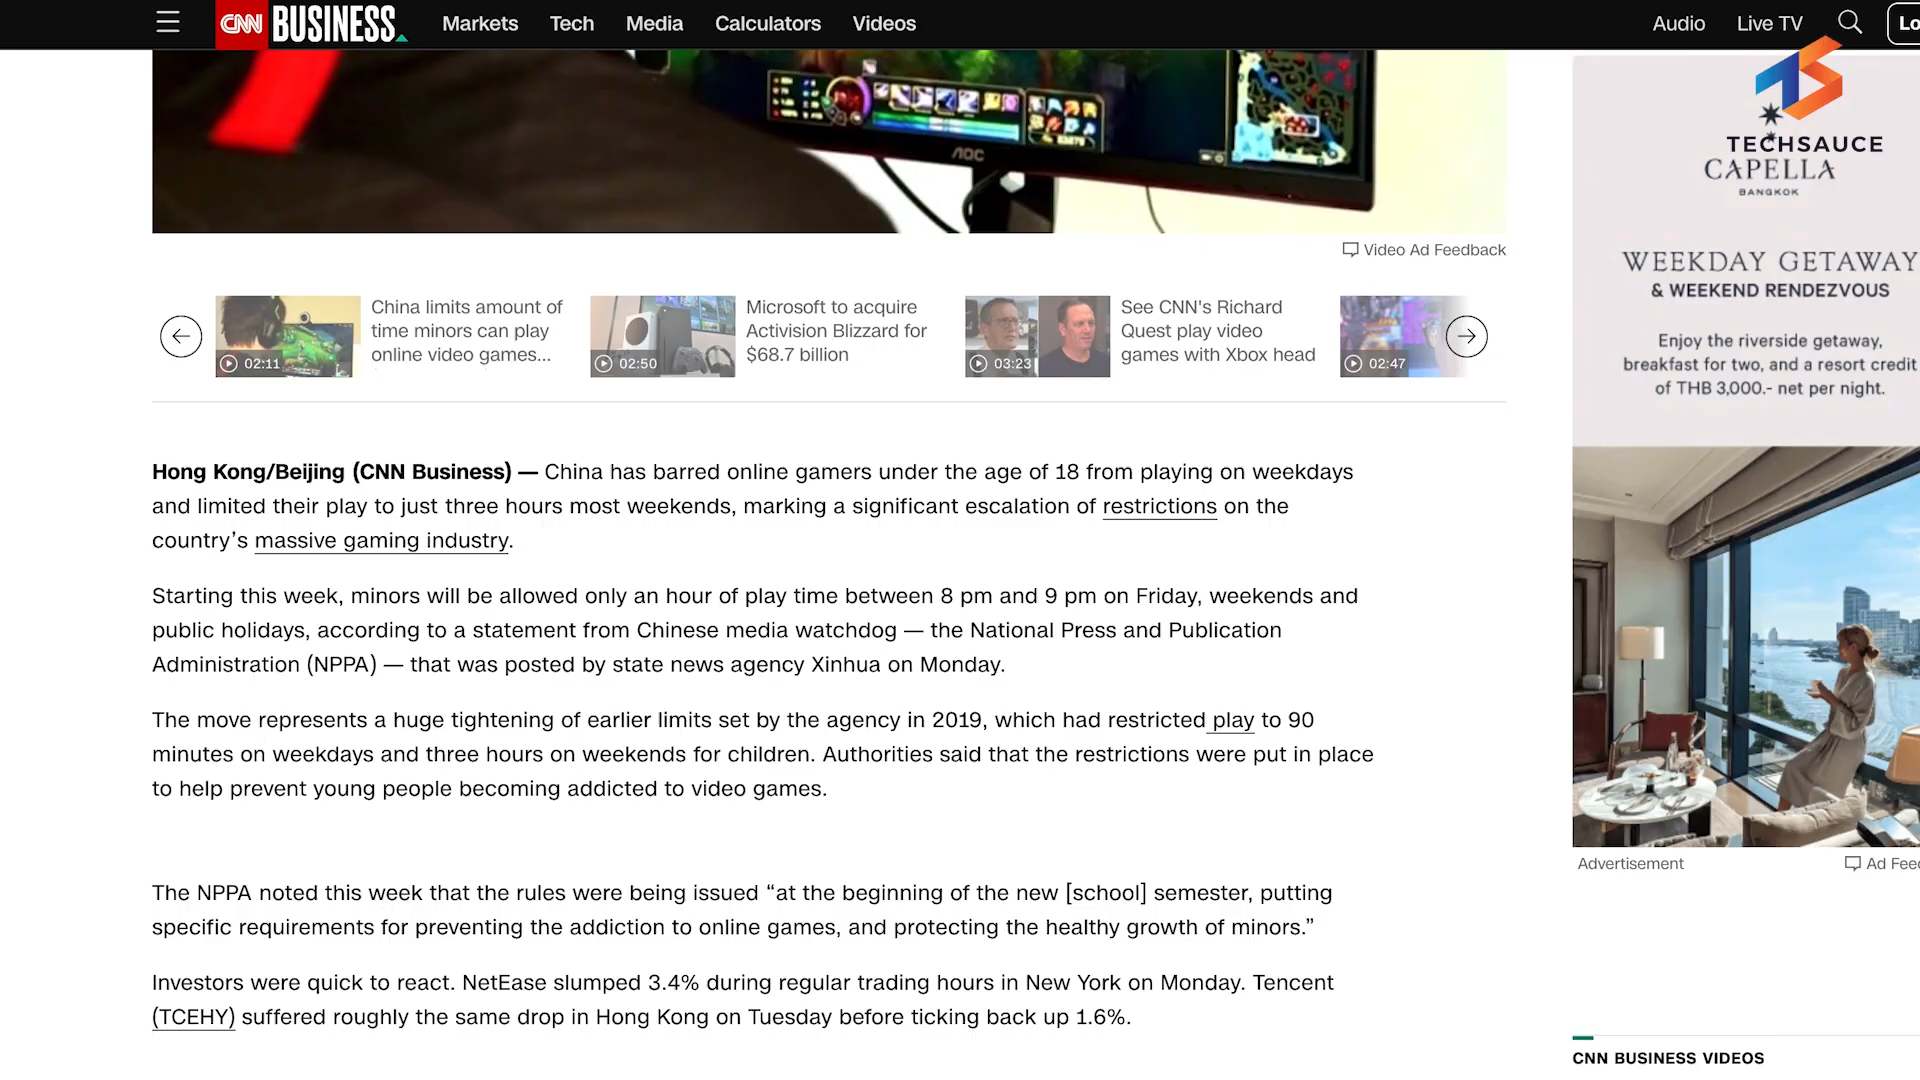 CNN BUSINESS
Markets
Tech
Media
Calculators
Videos
Audio
Live TV
Lo
TECHSAUCE
AOC
Video Ad Feedback
02:11
China limits amount of
time minors can play
online video games...
02:50
Microsoft to acquire
Activision Blizzard for
$68.7 billion
03:23
See CNN's Richard
Quest play video
games with Xbox head
02:47
Hong Kong/Beijing (CNN Business) — China has barred online gamers under the age of 18 from playing on weekdays
and limited their play to just three hours most weekends, marking a significant escalation of restrictions on the
country’s massive gaming industry.
Starting this week, minors will be allowed only an hour of play time between 8 pm and 9 pm on Friday, weekends and
public holidays, according to a statement from Chinese media watchdog — the National Press and Publication
Administration (NPPA) — that was posted by state news agency Xinhua on Monday.
The move represents a huge tightening of earlier limits set by the agency in 2019, which had restricted play to 90
minutes on weekdays and three hours on weekends for children. Authorities said that the restrictions were put in place
to help prevent young people becoming addicted to video games.
The NPPA noted this week that the rules were being issued “at the beginning of the new [school] semester, putting
specific requirements for preventing the addiction to online games, and protecting the healthy growth of minors.”
Investors were quick to react. NetEase slumped 3.4% during regular trading hours in New York on Monday. Tencent
(TCEHY) suffered roughly the same drop in Hong Kong on Tuesday before ticking back up 1.6%.
CAPELLA
BANGKOK
WEEKDAY GETAWAY
& WEEKEND RENDEZVOUS
Enjoy the riverside getaway,
breakfast for two, and a resort credit
of THB 3,000.- net per night.
Advertisement
Ad Fee
CNN BUSINESS VIDEOS